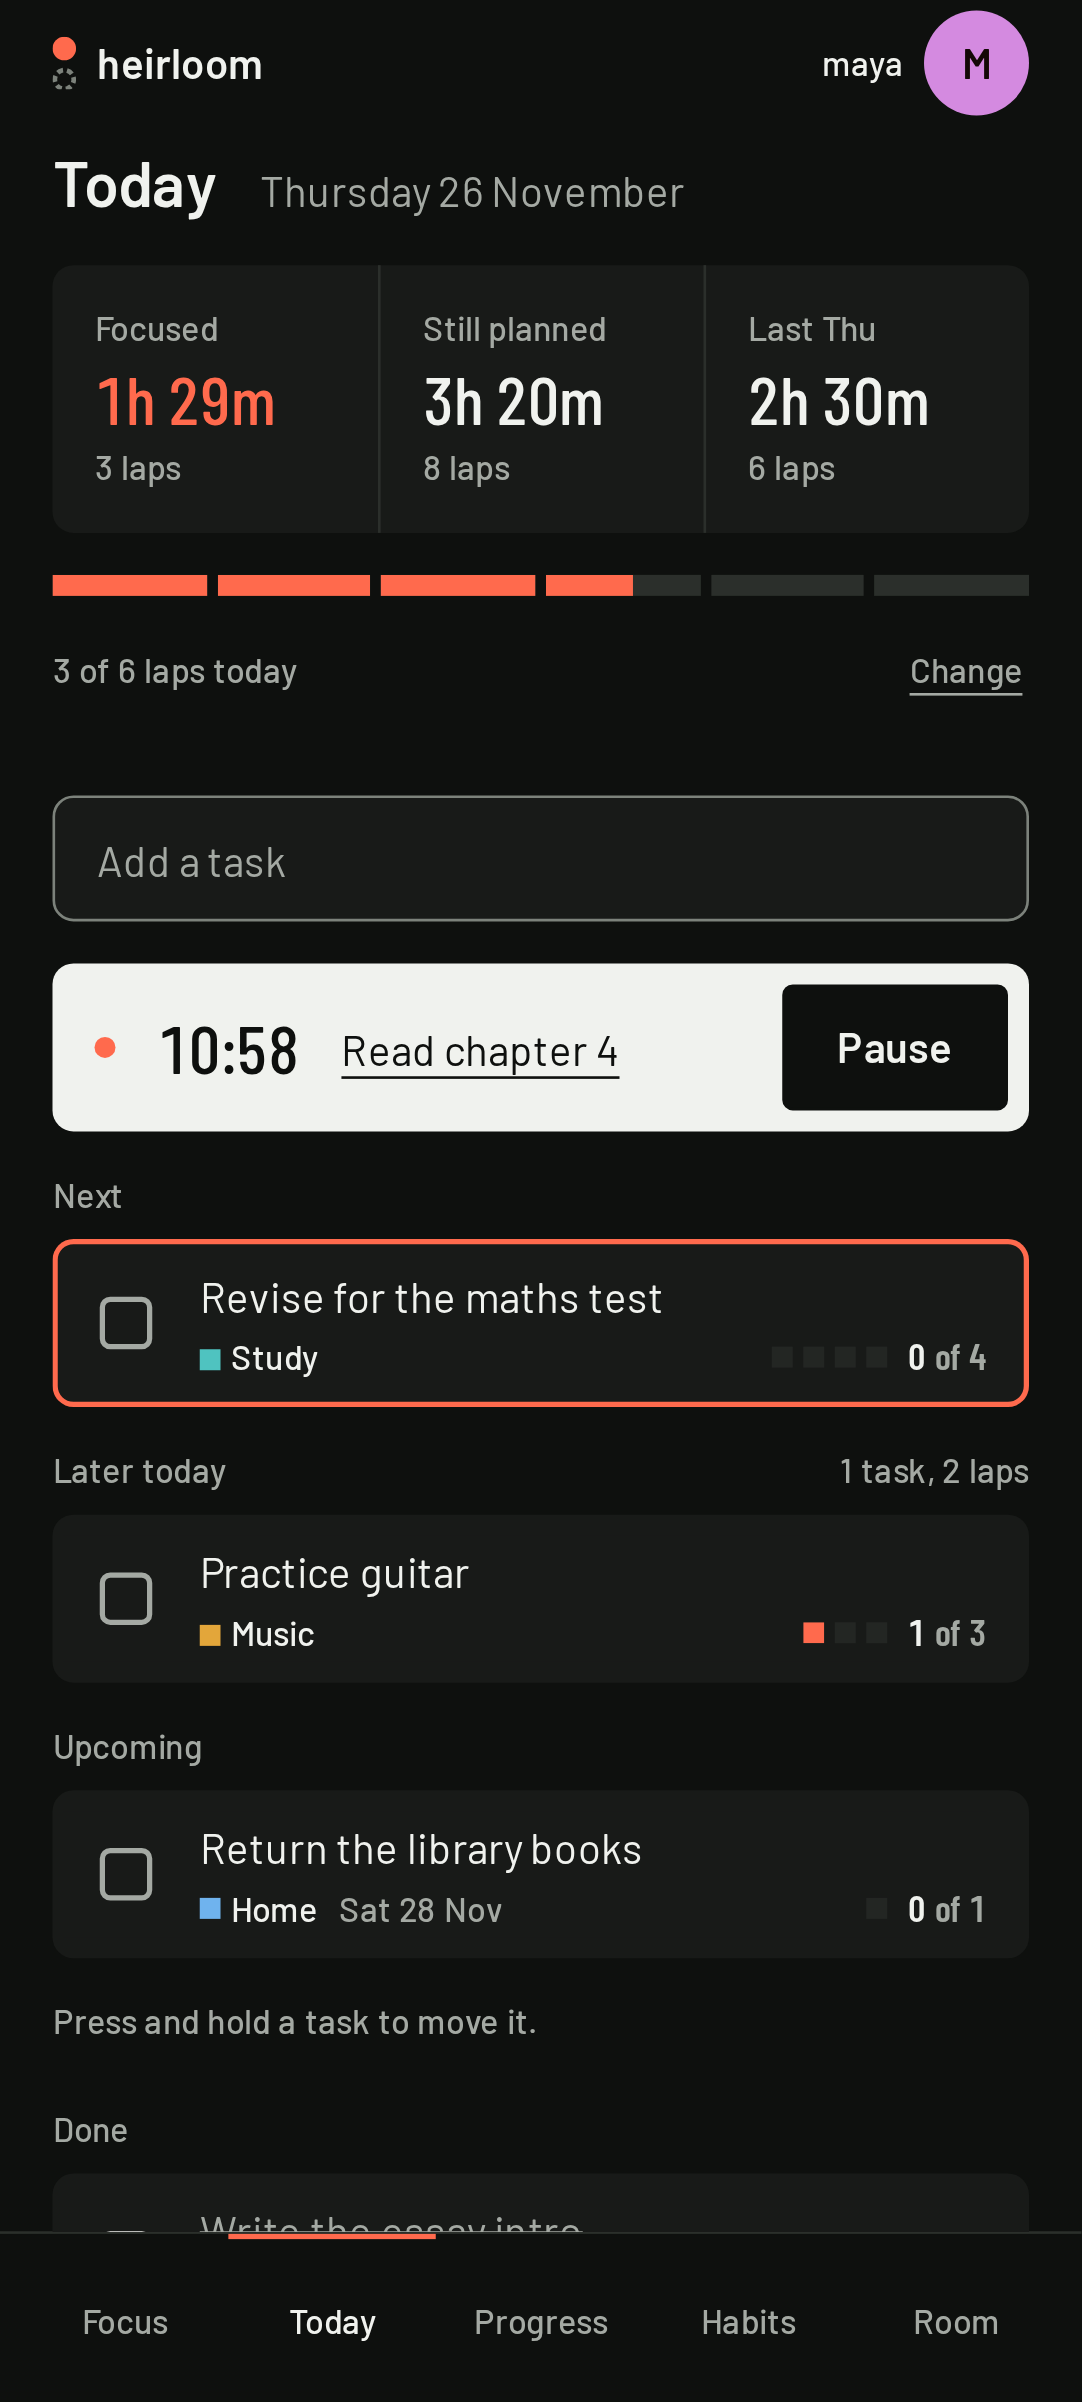 heirloom
maya M
Today Thursday 26 November
Focused Still planned Last Thu
1h 29m 3h 20m 2h 30m
3 laps 8 laps 6 laps
3 of 6 laps today Change
Add a task
10:58 Read chapter 4 Pause
Next
Revise for the maths test
Study 0 of 4
Later today 1 task, 2 laps
Practice guitar
Music 1 of 3
Upcoming
Return the library books
Home Sat 28 Nov 0 of 1
Press and hold a task to move it.
Done
Write the essay intro
Focus Today Progress Habits Room